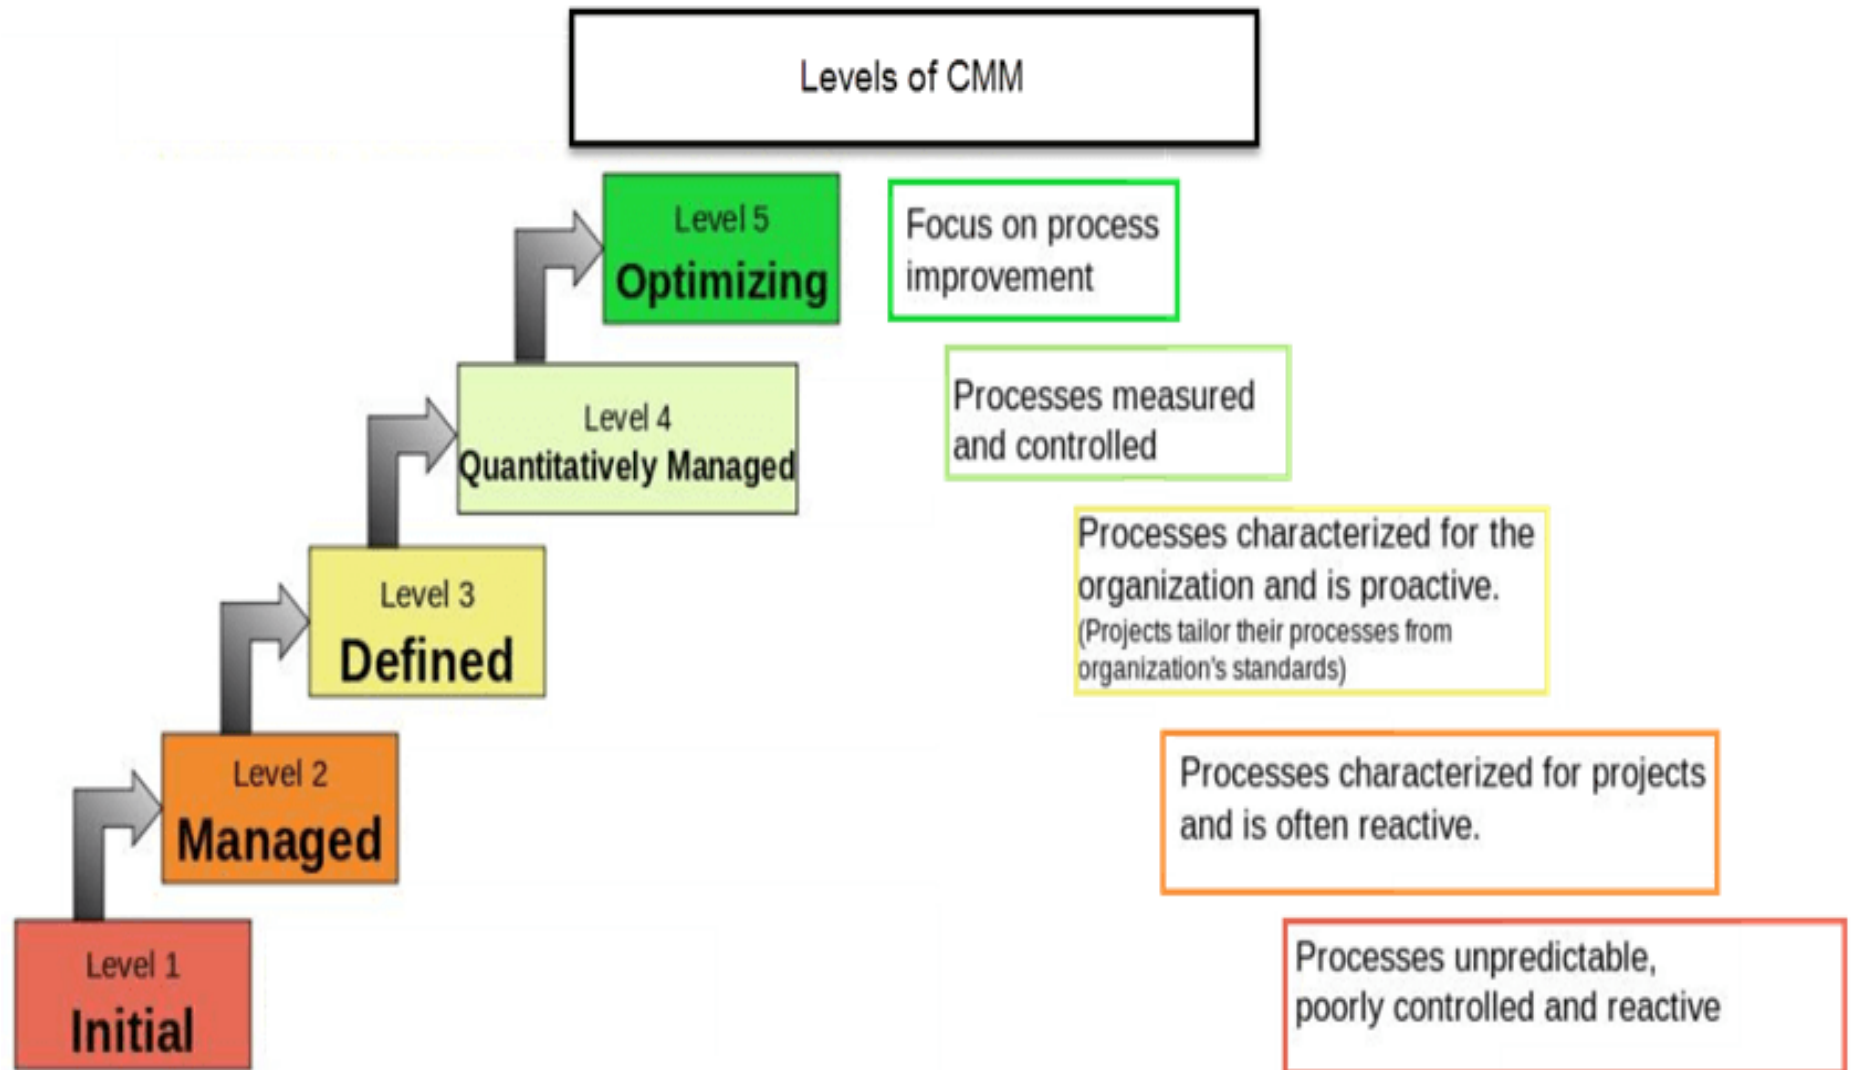 Levels of CMM
Level 5
Optimizing
Focus on process
improvement
Level 4
Quantitatively Managed
Processes measured
and controlled
Level 3
Defined
Processes characterized for the
organization and is proactive.
(Projects tailor their processes from
organization's standards)
Level 2
Managed
Processes characterized for projects
and is often reactive.
Level 1
Initial
Processes unpredictable,
poorly controlled and reactive